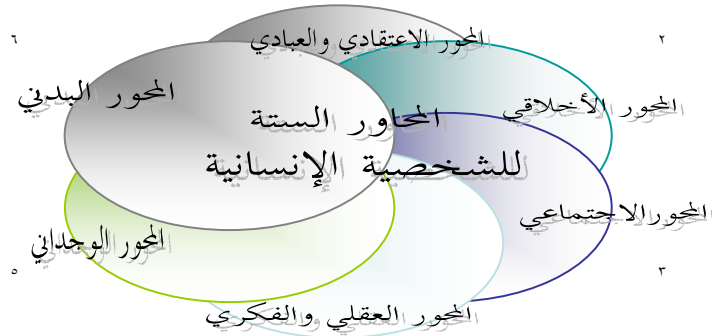 المحور الاعتقادي والعبادي
٢
٦
المحور البدني
المحور الأخلاقي
المحاور الستة
للشخصية الإنسانية
المحور الاجتماعي
المحور الوجداني
٣
٥
المحور العقلي والفكري